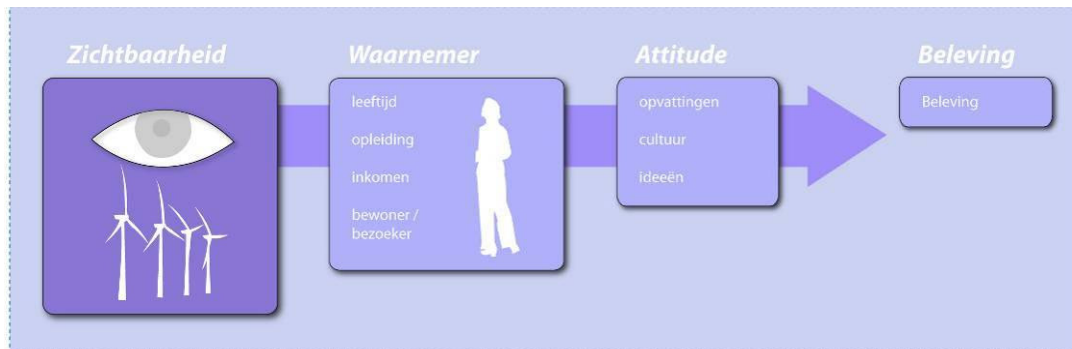 Zichtbaarheid
Waarnemer
leeftijd
opleiding
inkomen
bewoner /
bezoeker
Attitude
opvattingen
cultuur
ideeën
Beleving
Beleving